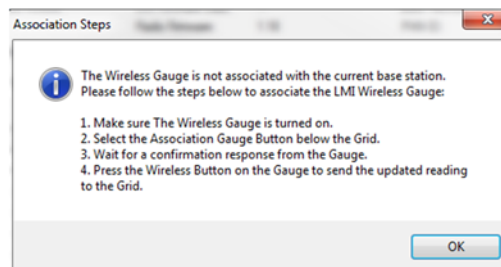 Association Steps
The Wireless Gauge is not associated with the current base station.
Please follow the steps below to associate the LMI Wireless Gauge:
1. Make sure The Wireless Gauge is turned on.
2. Select the Association Gauge Button below the Grid.
3. Wait for a confirmation response from the Gauge.
4. Press the Wireless Button on the Gauge to send the updated reading
to the Grid.
OK